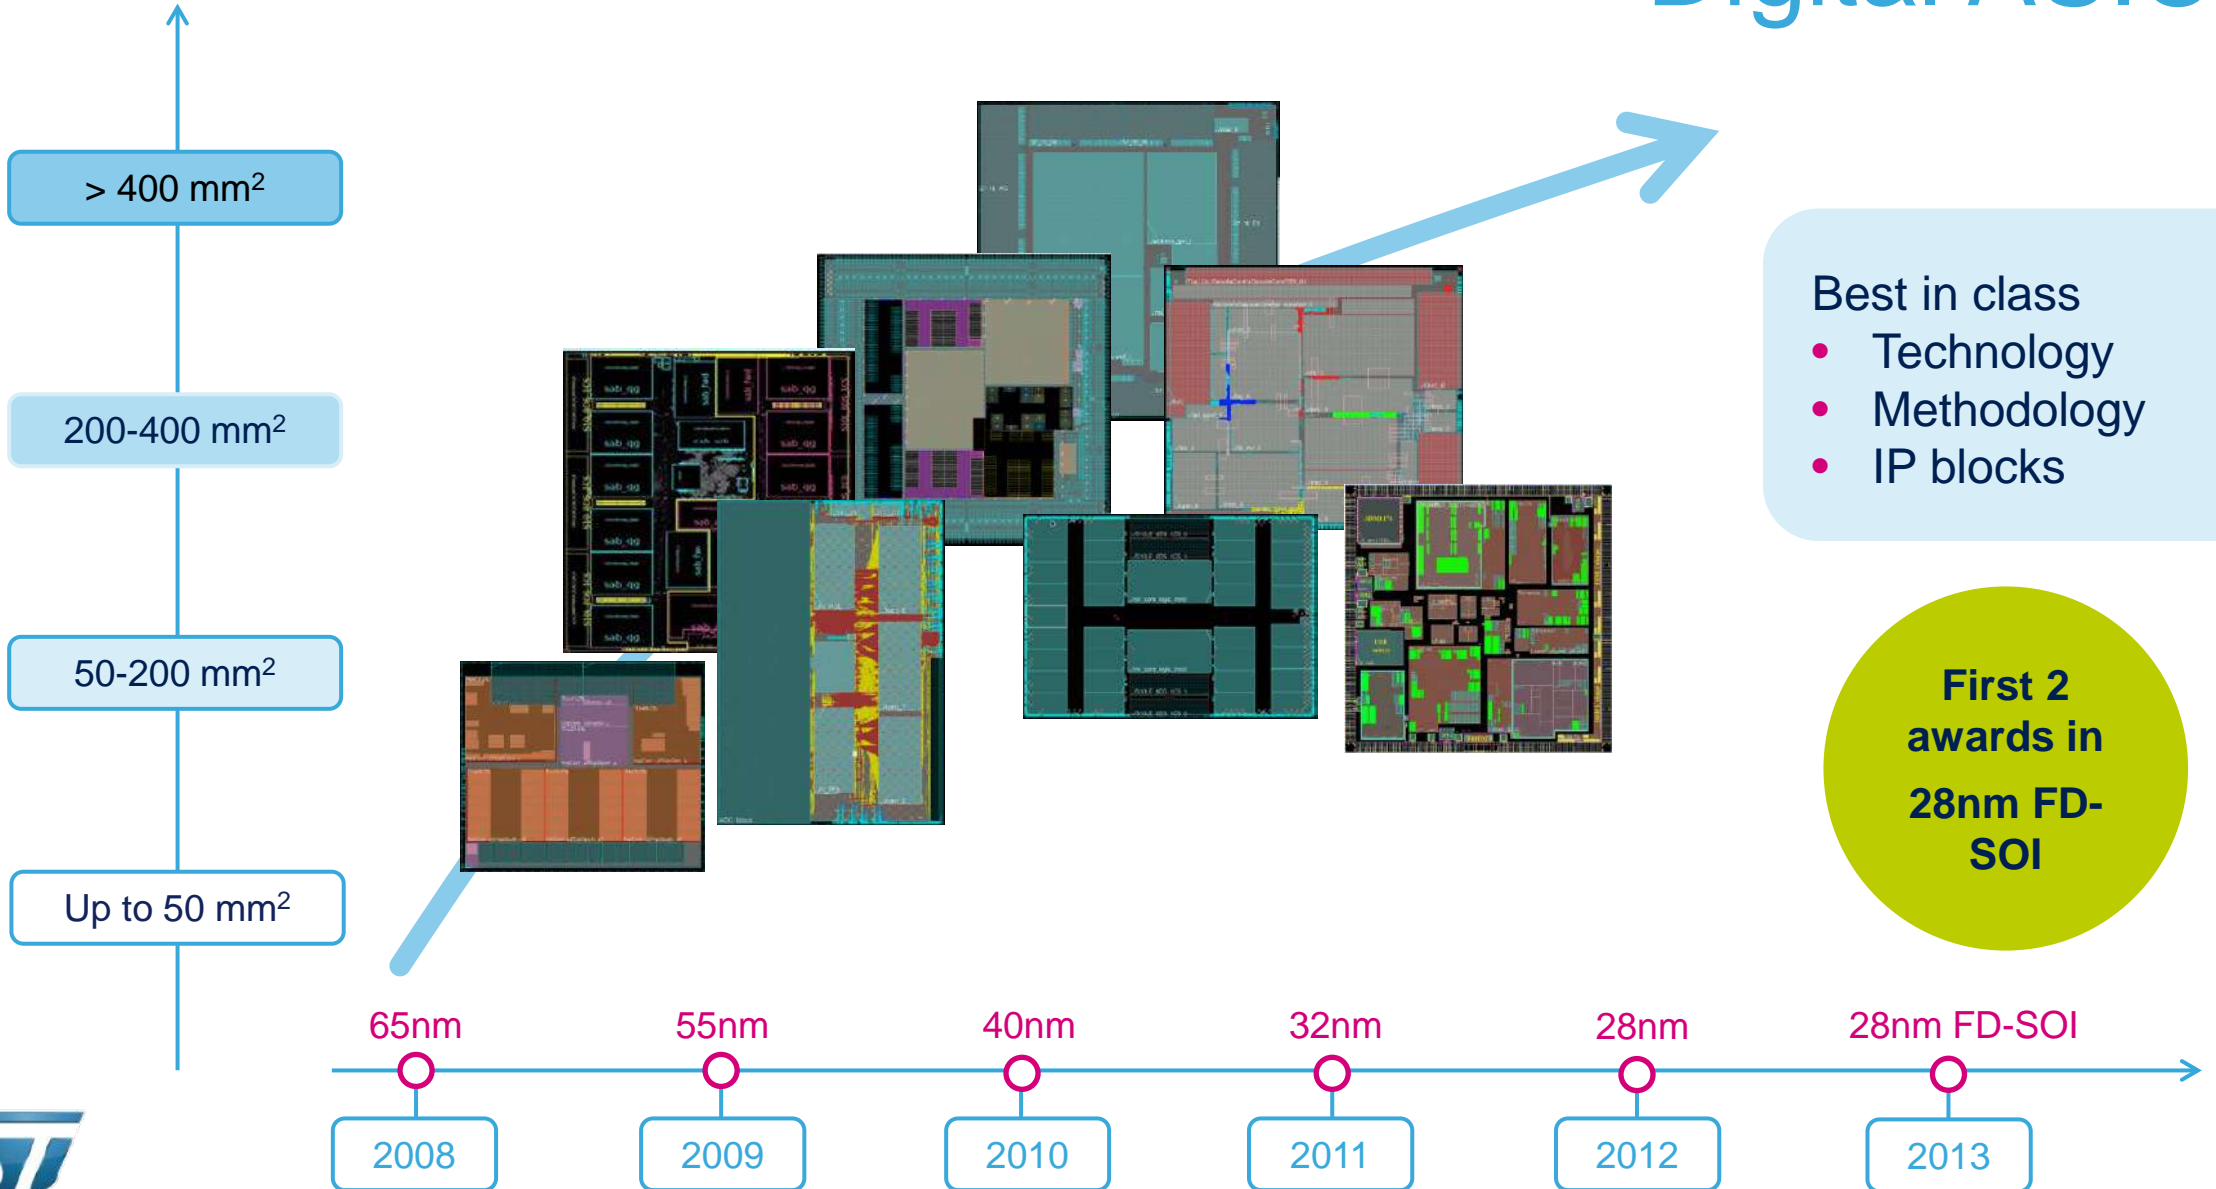 Digital ASIC
> 400 mm²
200-400 mm²
50-200 mm²
Up to 50 mm²
Best in class
• Technology
• Methodology
• IP blocks
First 2
awards in
28nm FD-
SOI
65nm
55nm
40nm
32nm
28nm
28nm FD-SOI
2008
2009
2010
2011
2012
2013